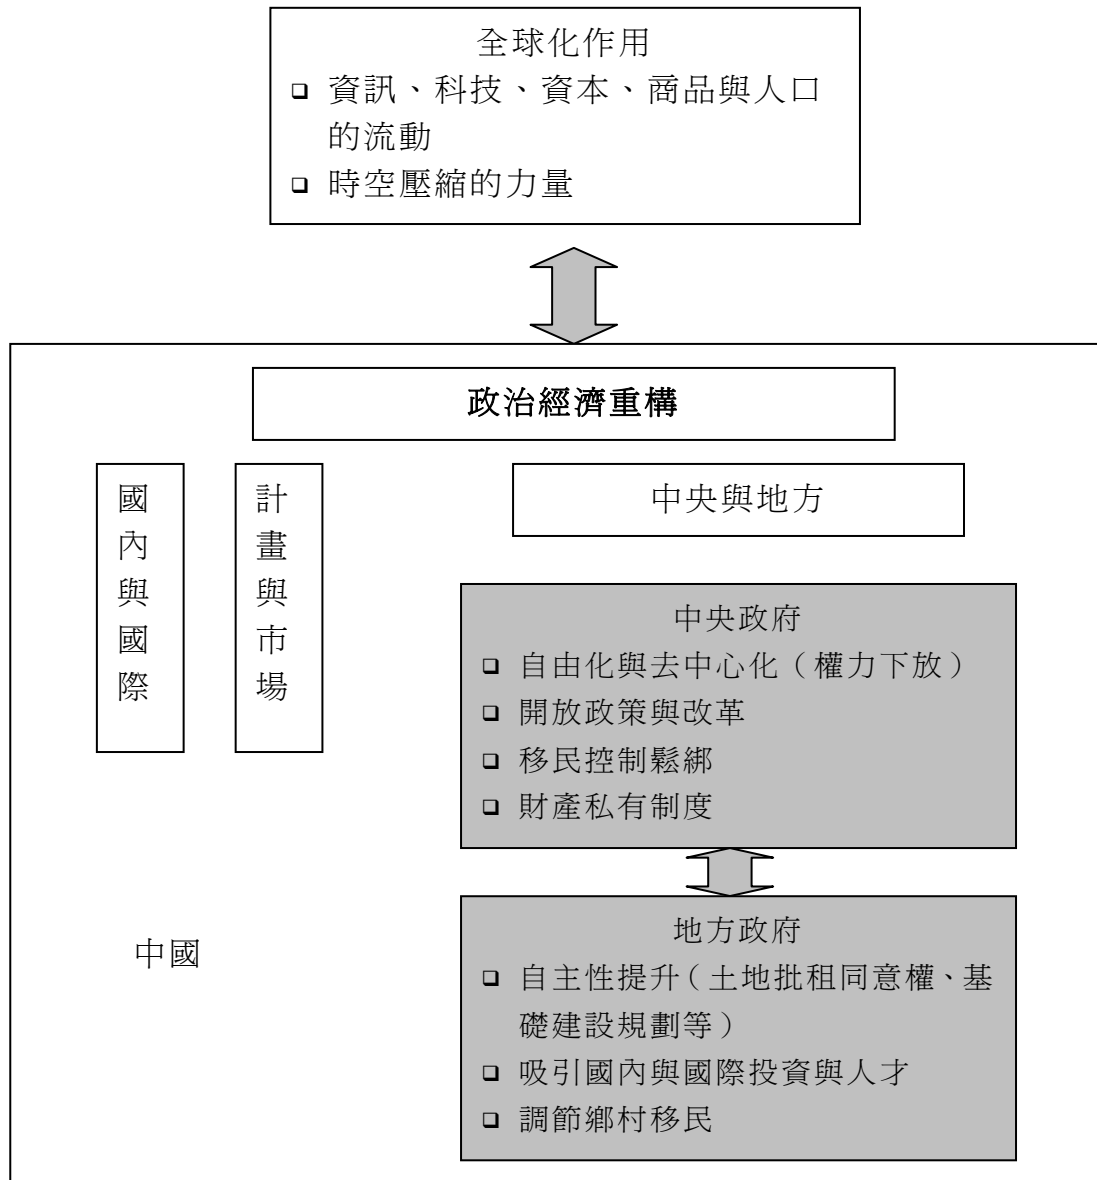 全球化作用
❑ 資訊、科技、資本、商品與人口
的流動
❑ 時空壓縮的力量
政治經濟重構
國內與國際
計畫與市場
中央與地方
中央政府
❑ 自由化與去中心化（權力下放）
❑ 開放政策與改革
❑ 移民控制鬆綁
❑ 財產私有制度
中國
地方政府
❑ 自主性提升（土地批租同意權、基
礎建設規劃等）
❑ 吸引國內與國際投資與人才
❑ 調節鄉村移民